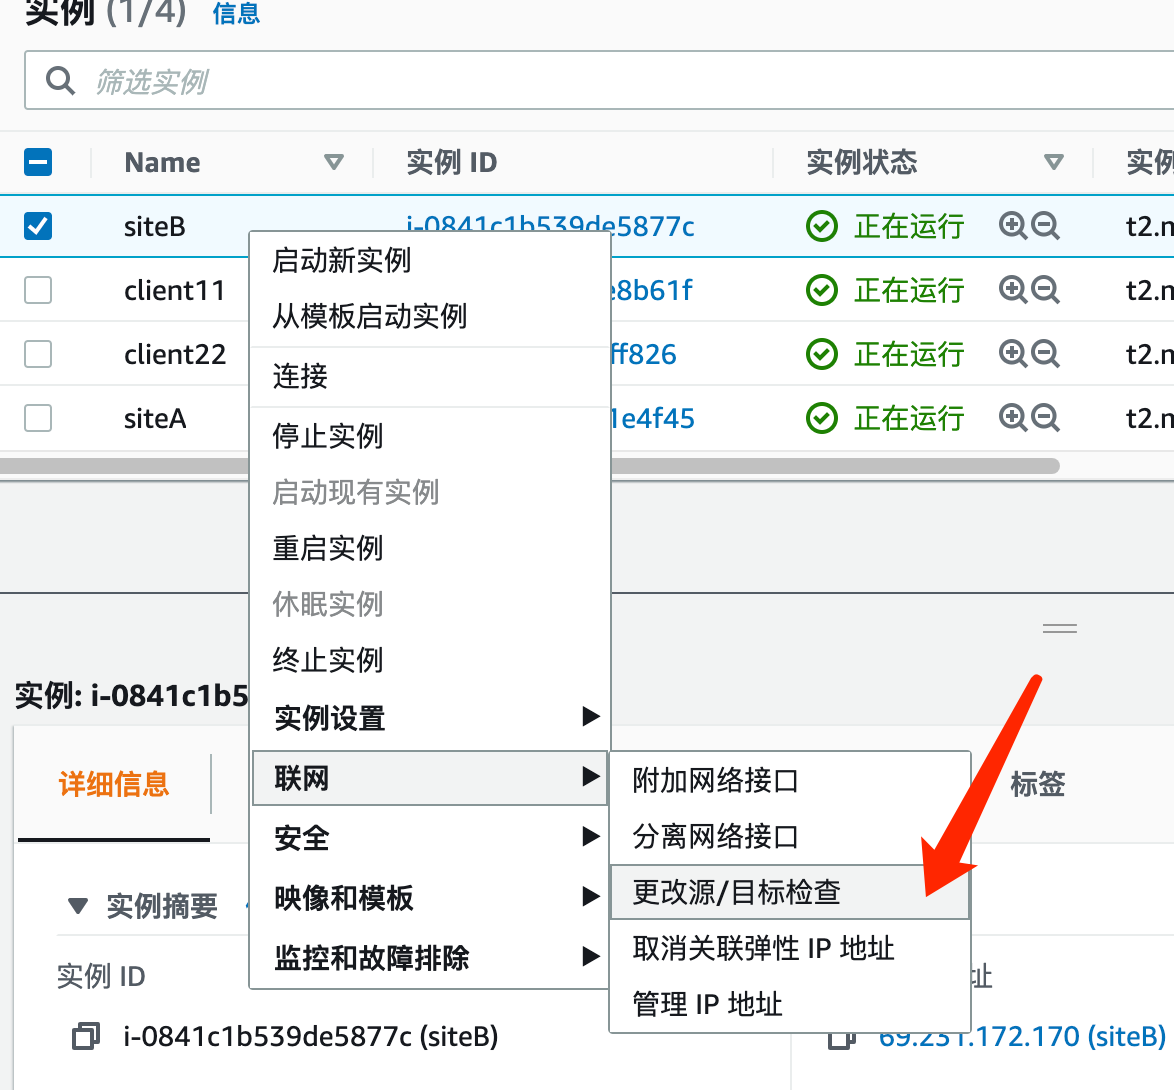 实例 (1/4) 信息
筛选实例
Name 实例 ID 实例状态 实例
siteB i-0841c1b539de5877c 正在运行 t2.m
client11 e8b61f 正在运行 t2.m
client22 ff826 正在运行 t2.m
siteA 1e4f45 正在运行 t2.m
启动新实例
从模板启动实例
连接
停止实例
启动现有实例
重启实例
休眠实例
终止实例
实例设置
联网
安全
映像和模板
监控和故障排除
附加网络接口
分离网络接口
更改源/目标检查
取消关联弹性 IP 地址
管理 IP 地址
实例: i-0841c1b5
详细信息 标签
实例摘要
实例 ID 址
i-0841c1b539de5877c (siteB) 69.231.172.170 (siteB)